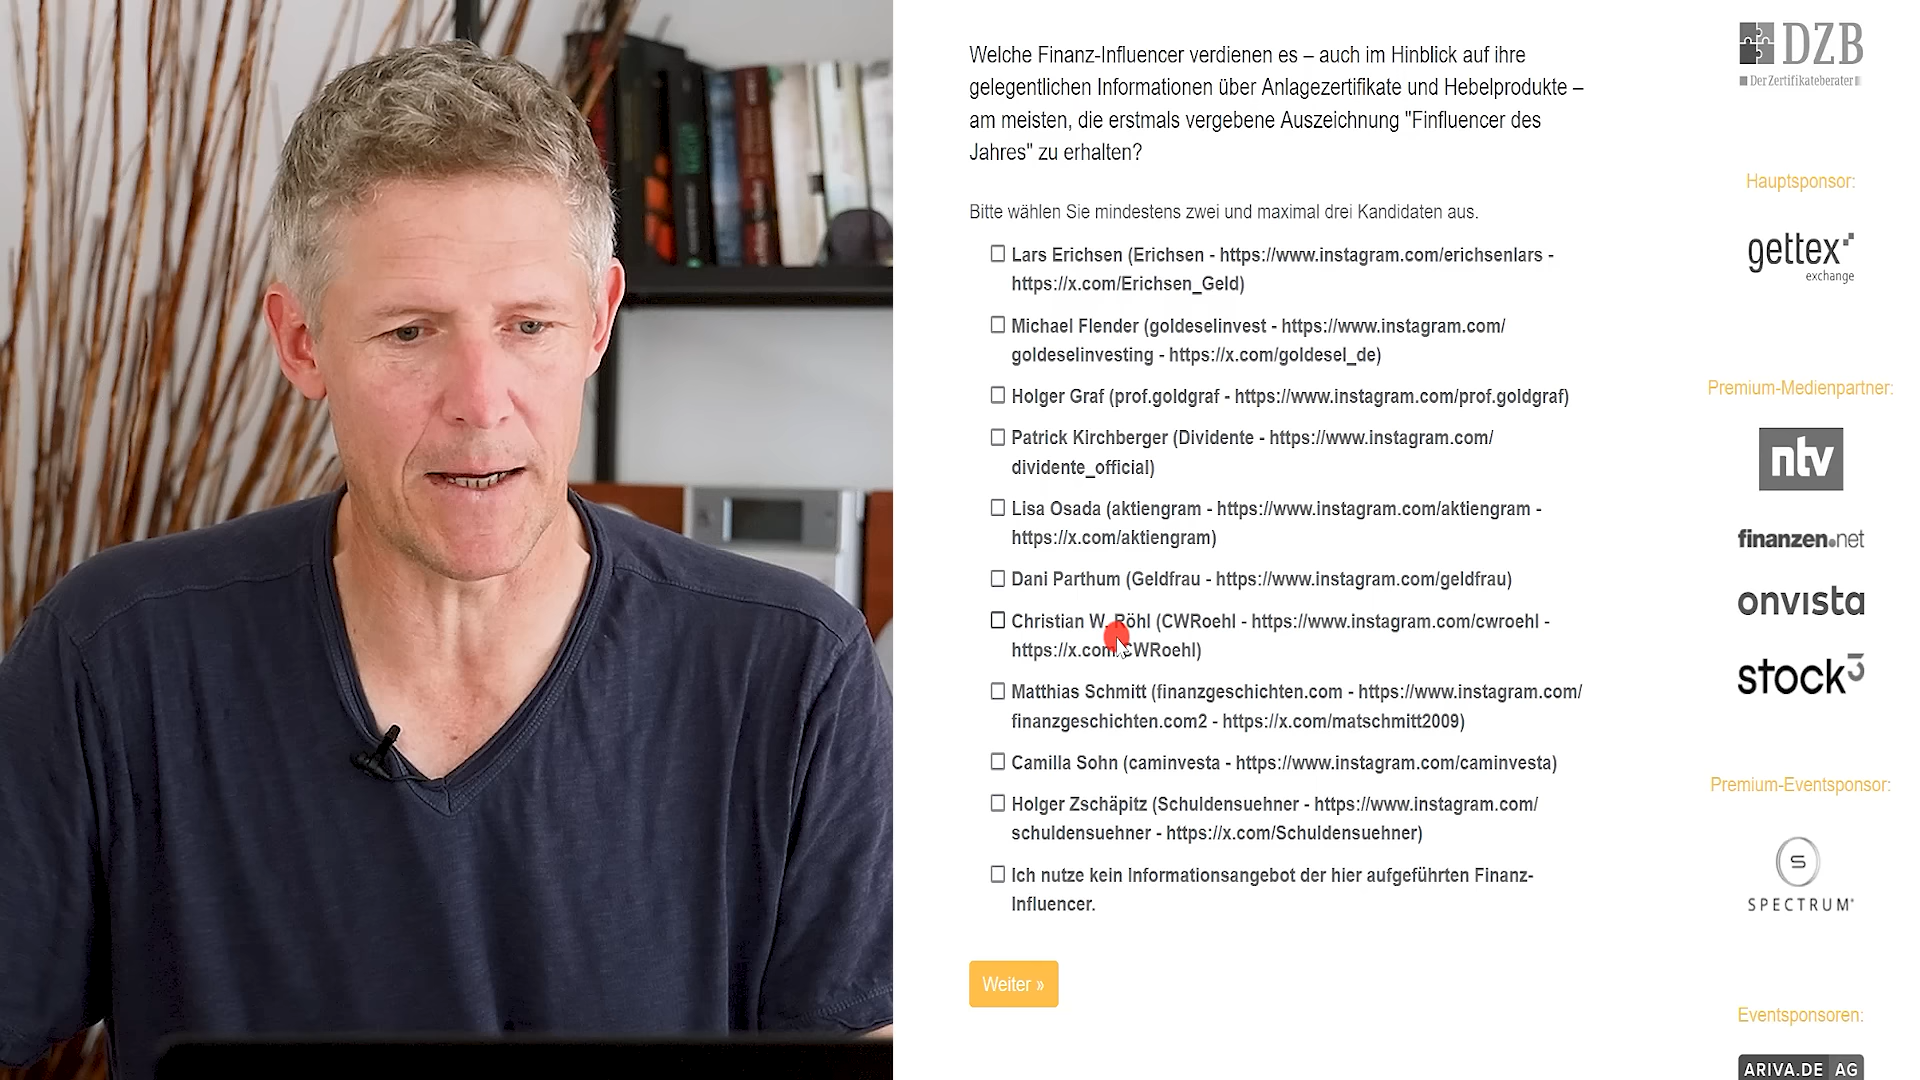 Welche Finanz-Influencer verdienen es – auch im Hinblick auf ihre
gelegentlichen Informationen über Anlagezertifikate und Hebelprodukte –
am meisten, die erstmals vergebene Auszeichnung "Finfluencer des
Jahres" zu erhalten?
Bitte wählen Sie mindestens zwei und maximal drei Kandidaten aus.
Lars Erichsen (Erichsen - https://www.instagram.com/erichsenlars -
https://x.com/Erichsen_Geld)
Michael Flender (goldeselinvest - https://www.instagram.com/
goldeselinvesting - https://x.com/goldesel_de)
Holger Graf (prof.goldgraf - https://www.instagram.com/prof.goldgraf)
Patrick Kirchberger (Dividente - https://www.instagram.com/
dividente_official)
Lisa Osada (aktiengram - https://www.instagram.com/aktiengram -
https://x.com/aktiengram)
Dani Parthum (Geldfrau - https://www.instagram.com/geldfrau)
Christian W. Röhl (CWRoehl - https://www.instagram.com/cwroehl -
https://x.com/CWRoehl)
Matthias Schmitt (finanzgeschichten.com - https://www.instagram.com/
finanzgeschichten.com2 - https://x.com/matschmitt2009)
Camilla Sohn (caminvesta - https://www.instagram.com/caminvesta)
Holger Zschäpitz (Schuldensuehner - https://www.instagram.com/
schuldensuehner - https://x.com/Schuldensuehner)
Ich nutze kein Informationsangebot der hier aufgeführten Finanz-
Influencer.
Weiter »
DZB
DerZertifikateberater
Hauptsponsor:
gettex
exchange
Premium-Medienpartner:
ntv
finanzen.net
onvista
stock3
Premium-Eventsponsor:
S
SPECTRUM
Eventsponsoren:
ARIVA.DE AG